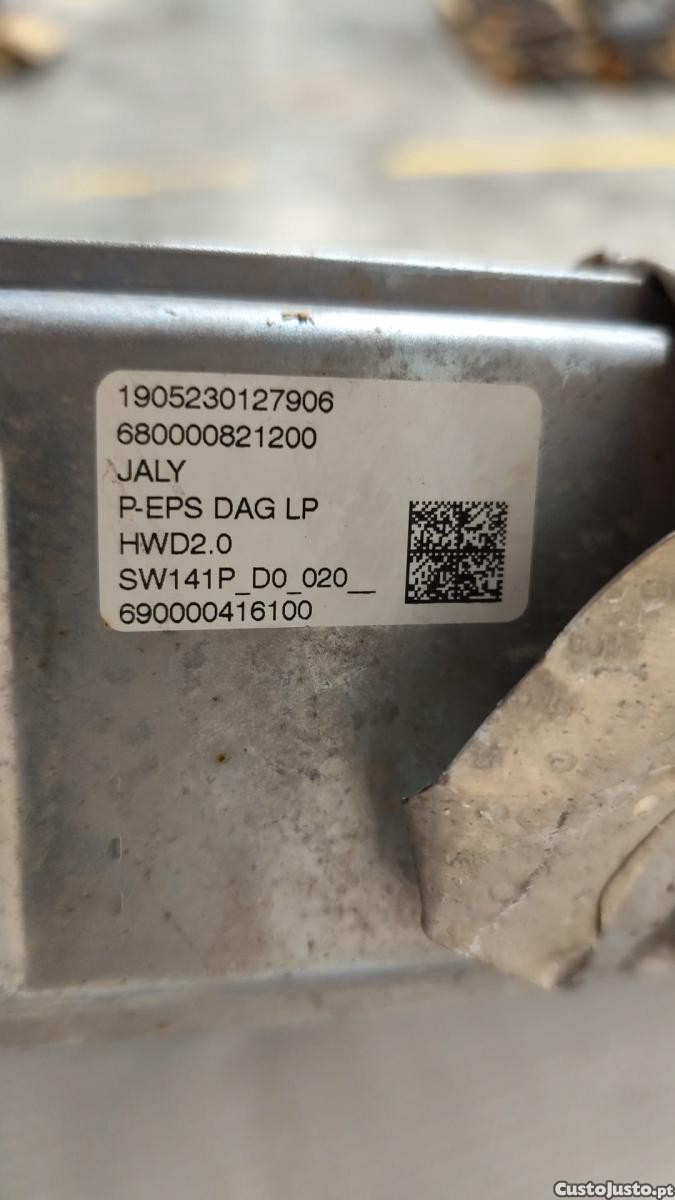 1905230127906
680000821200
JALY
P-EPS DAG LP
HWD2.0
SW141P_D0_020__
690000416100
CustoJusto.pt